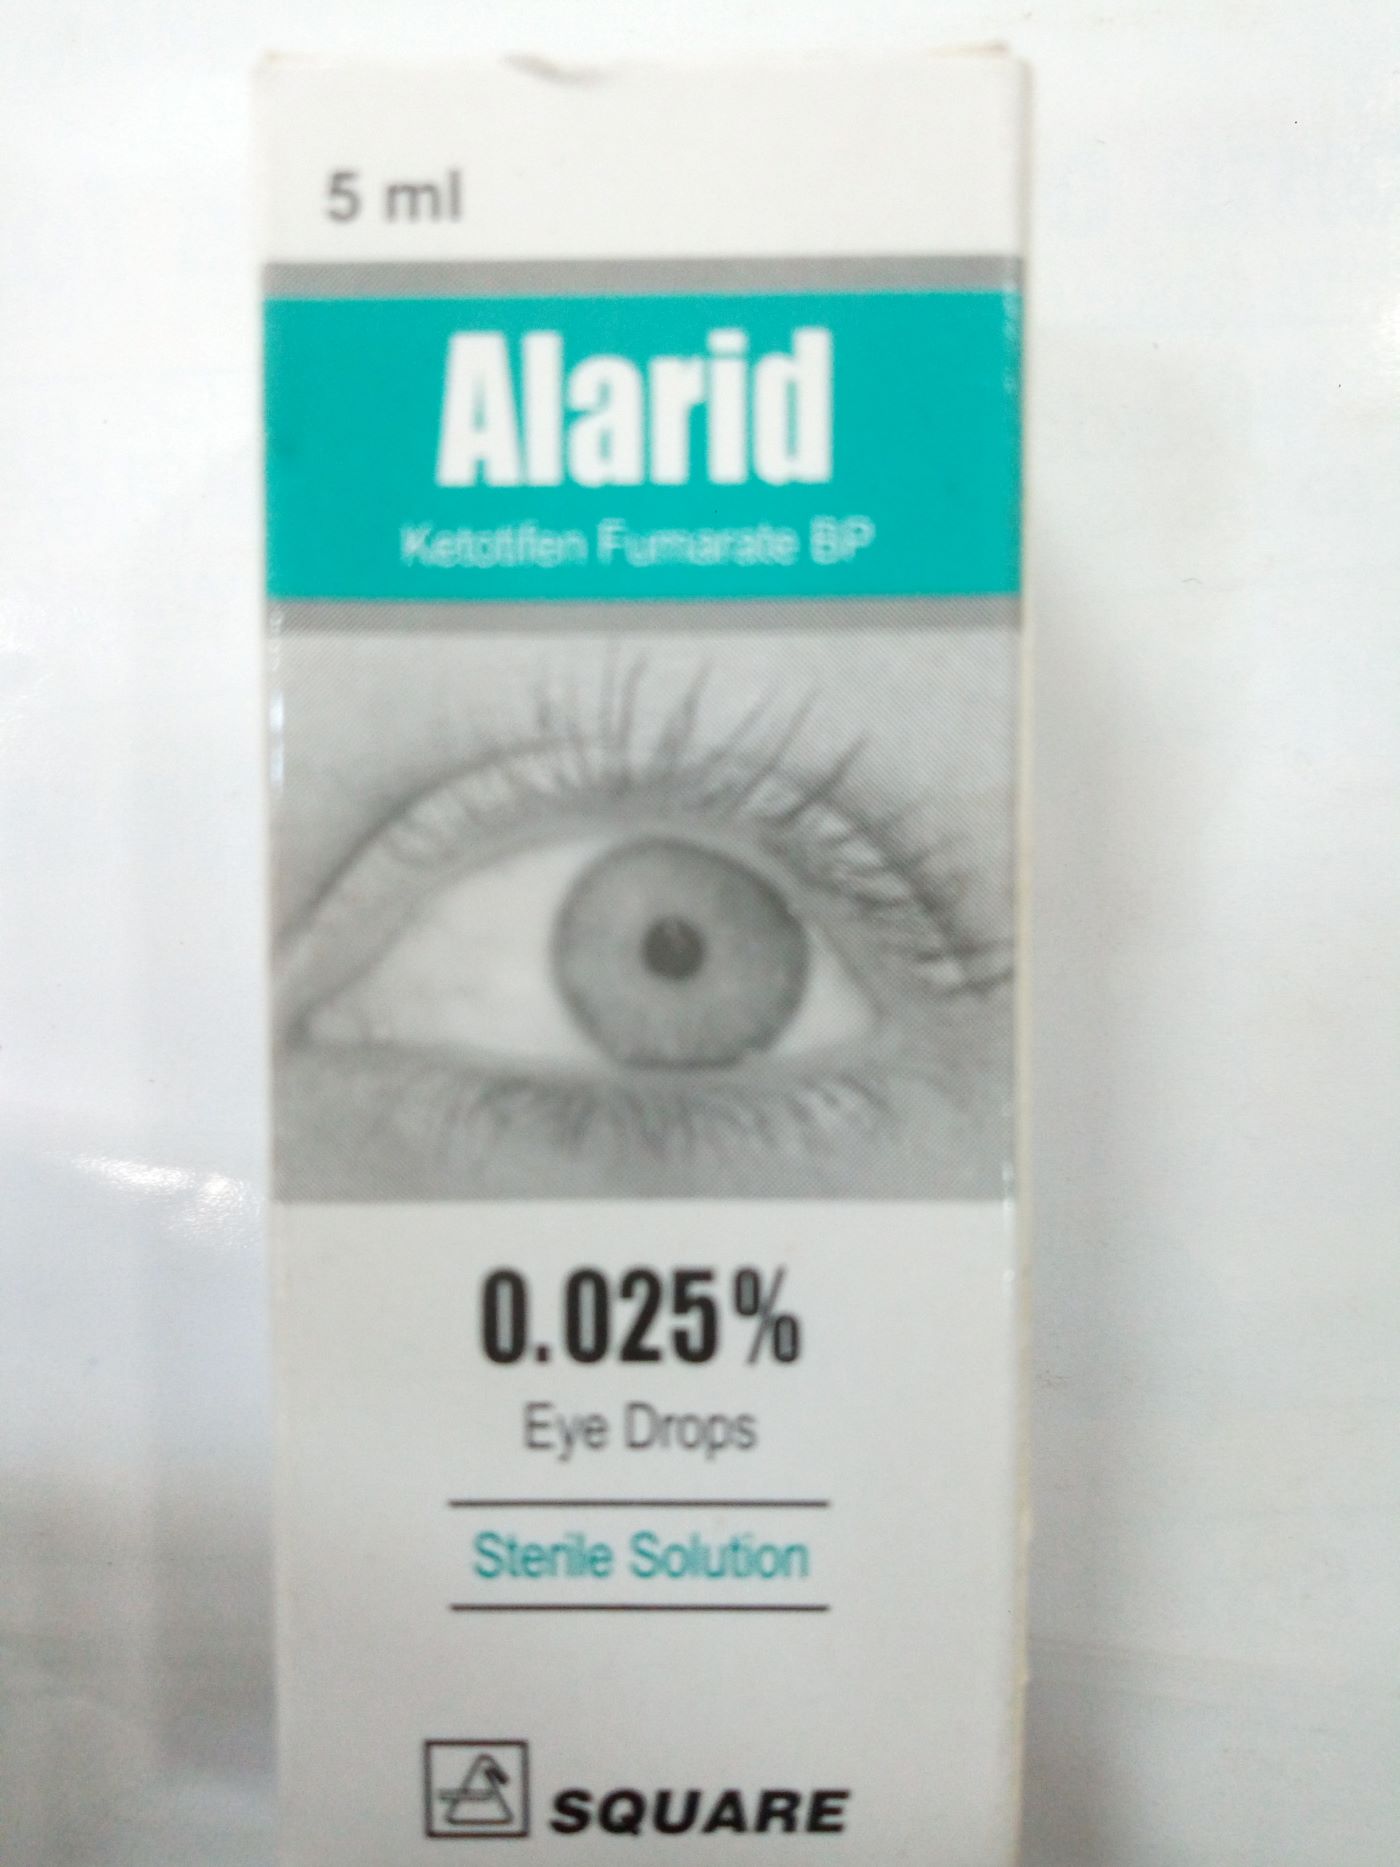 5 ml
Alarid
Ketotifen Fumarate BP
0.025%
Eye Drops
Sterile Solution
SQUARE